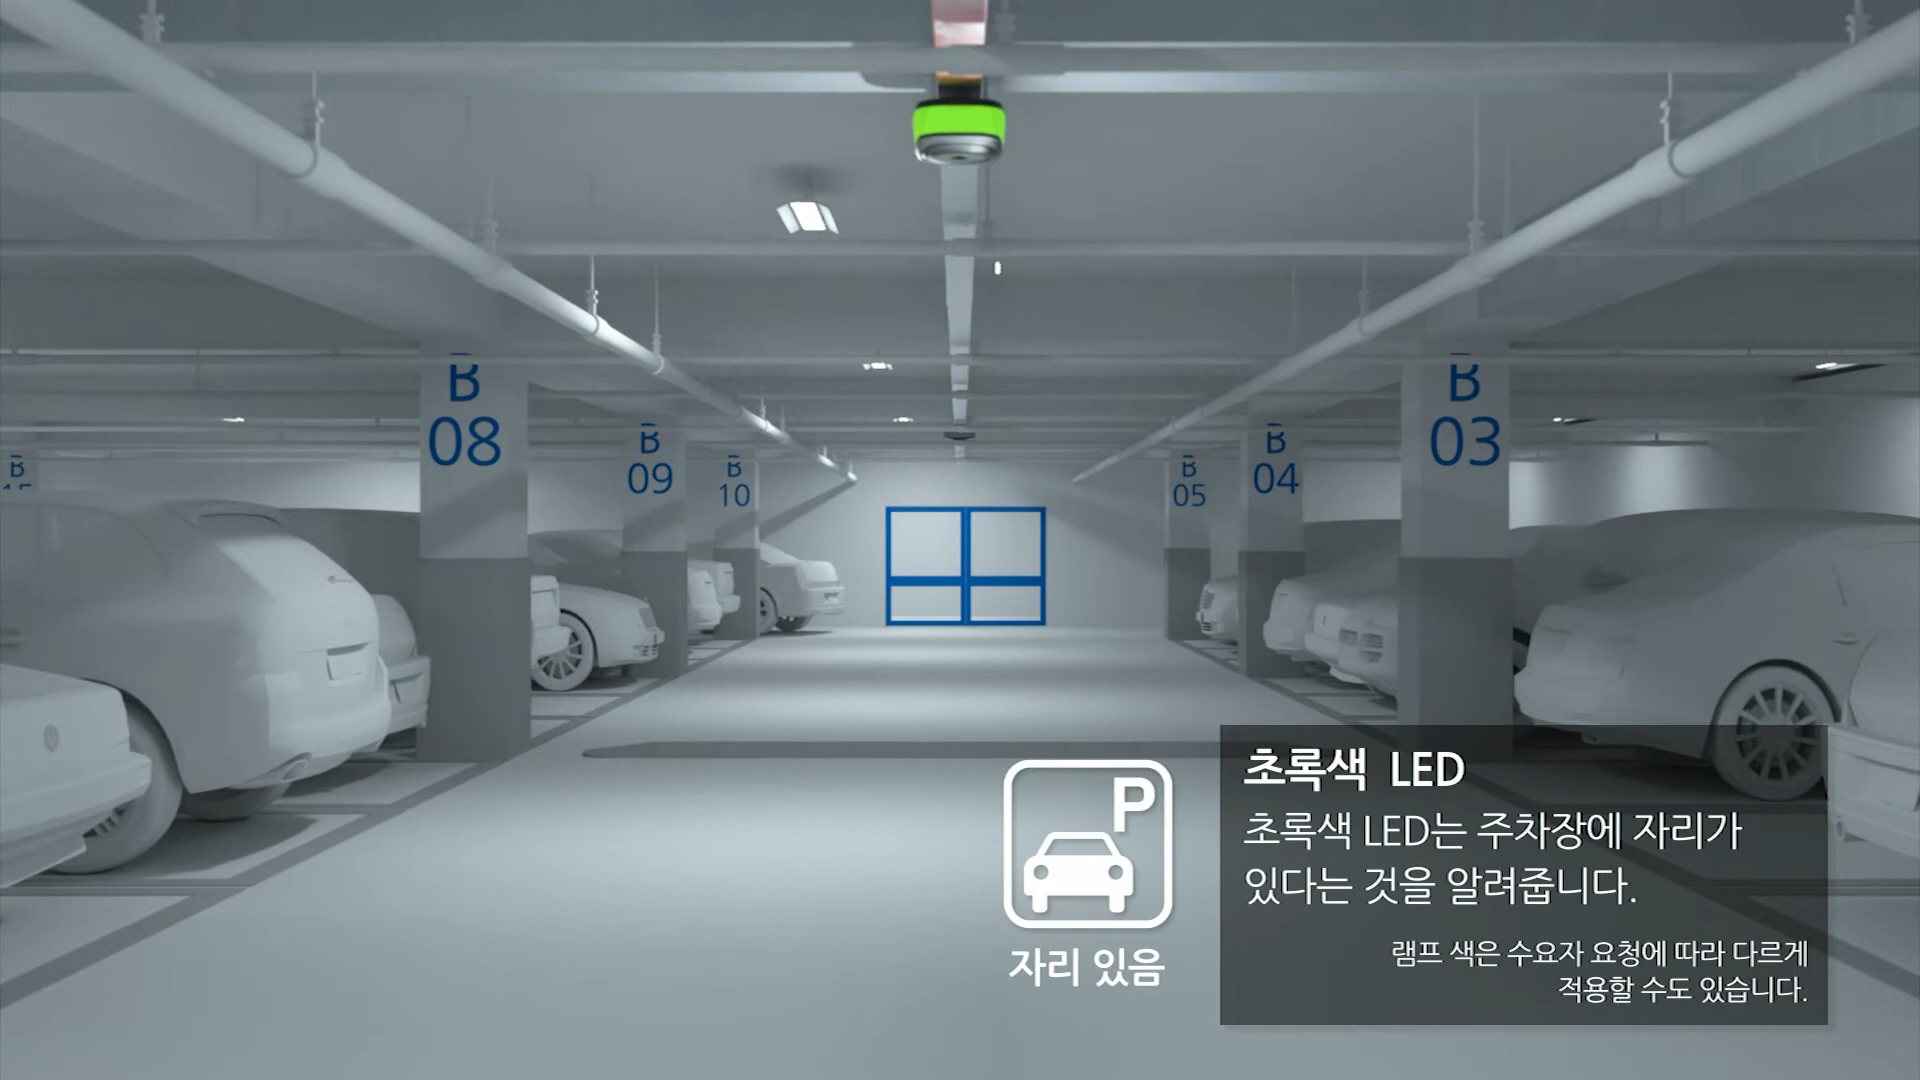 B
08
B
09
B
10
B
B
05
B
04
B
03
P
자리 있음
초록색 LED
초록색 LED는 주차장에 자리가
있다는 것을 알려줍니다.
램프 색은 수요자 요청에 따라 다르게
적용할 수도 있습니다.